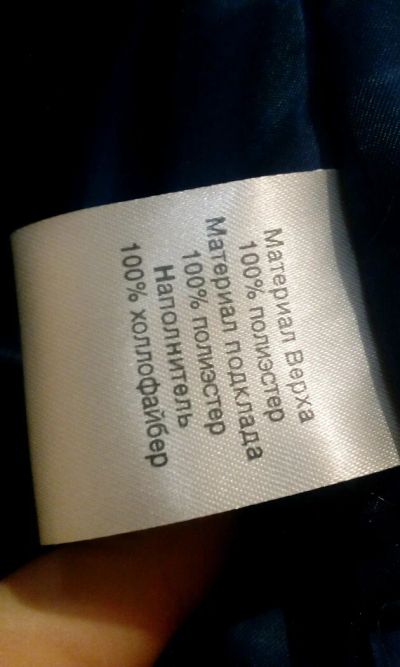 Материал Верха
100% полиэстер
Материал подклада
100% полиэстер
Наполнитель
100% холлофайбер